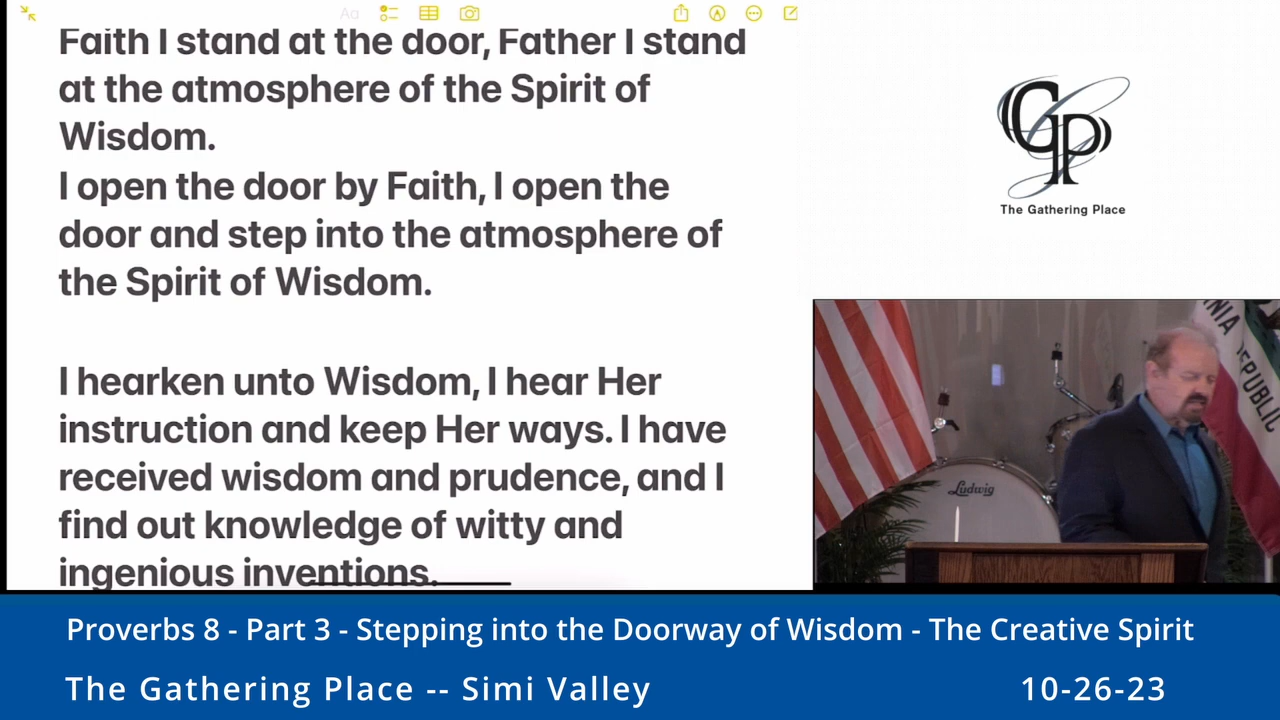 Aa
Faith I stand at the door, Father I stand
at the atmosphere of the Spirit of
Wisdom.
I open the door by Faith, I open the
door and step into the atmosphere of
the Spirit of Wisdom.
I hearken unto Wisdom, I hear Her
instruction and keep Her ways. I have
received wisdom and prudence, and I
find out knowledge of witty and
ingenious inventions.
GP
The Gathering Place
Ludwig
NIA
REPUBLIC
Proverbs 8 - Part 3 - Stepping into the Doorway of Wisdom - The Creative Spirit
The Gathering Place -- Simi Valley
10-26-23